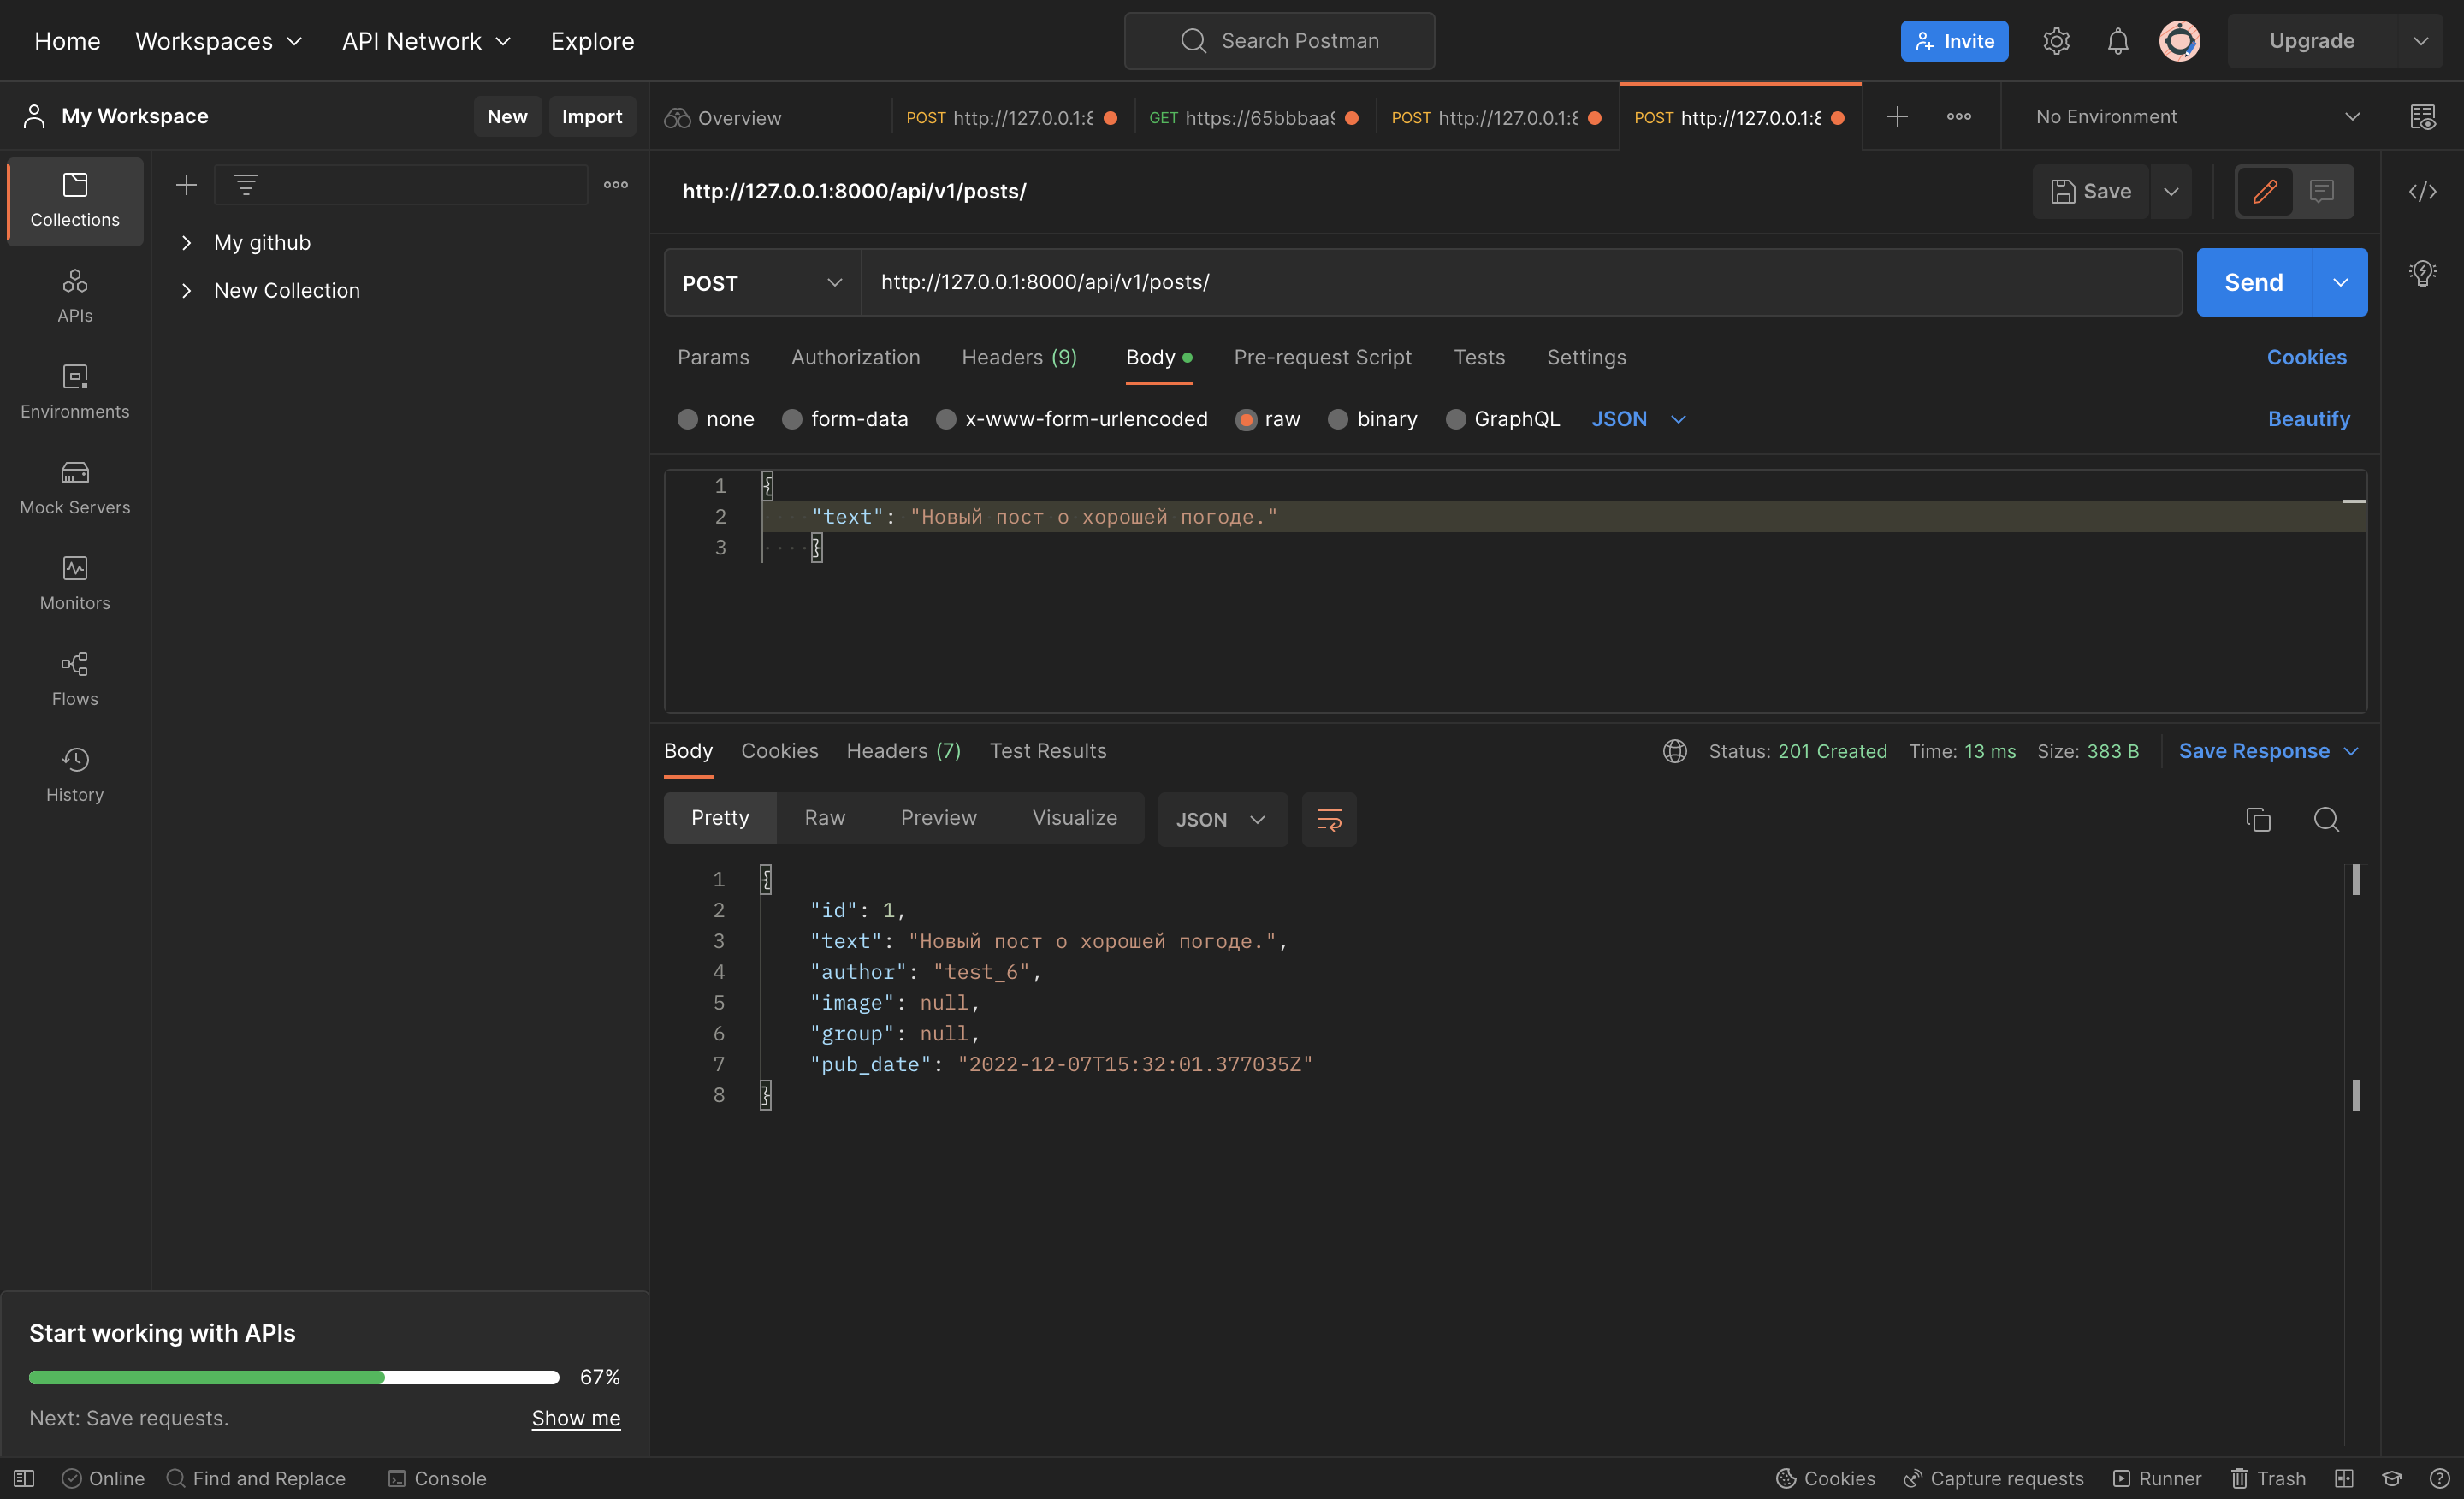 Home Workspaces API Network Explore Search Postman Invite Upgrade
My Workspace New Import Overview POST http://127.0.0.1:8 GET https://65bbbaa9 POST http://127.0.0.1:8 POST http://127.0.0.1:8 No Environment
Collections
APIs
Environments
Mock Servers
Monitors
Flows
History
My github
New Collection
http://127.0.0.1:8000/api/v1/posts/ Save
POST http://127.0.0.1:8000/api/v1/posts/ Send
Params Authorization Headers (9) Body Pre-request Script Tests Settings Cookies
none form-data x-www-form-urlencoded raw binary GraphQL JSON Beautify
1 {
2 "text": "Новый пост о хорошей погоде."
3 }
Body Cookies Headers (7) Test Results Status: 201 Created Time: 13 ms Size: 383 B Save Response
Pretty Raw Preview Visualize JSON
1 {
2 "id": 1,
3 "text": "Новый пост о хорошей погоде.",
4 "author": "test_6",
5 "image": null,
6 "group": null,
7 "pub_date": "2022-12-07T15:32:01.377035Z"
8 }
Start working with APIs
67%
Next: Save requests. Show me
Online Find and Replace Console Cookies Capture requests Runner Trash